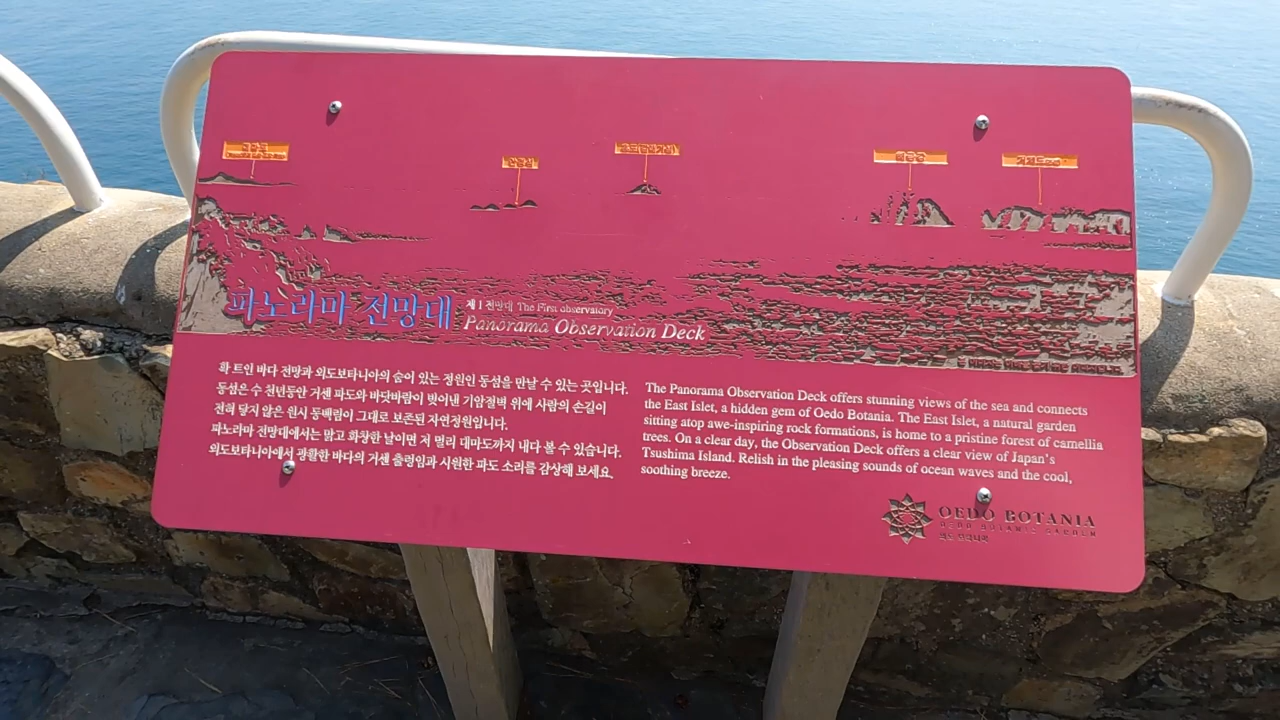 파노라마 전망대
제1전망대 The First observatory
Panorama Observation Deck
확 트인 바다 전망과 외도보타니아의 숨이 있는 정원인 동섬을 만날 수 있는 곳입니다.
동섬은 수 천년동안 거센 파도와 바닷바람이 빚어낸 기암절벽 위에 사람의 손길이
전혀 닿지 않은 원시 동백림이 그대로 보존된 자연정원입니다.
파노라마 전망대에서는 맑고 화창한 날이면 저 멀리 대마도까지 내다 볼 수 있습니다.
외도보타니아에서 광활한 바다의 거센 출렁임과 시원한 파도 소리를 감상해 보세요.
The Panorama Observation Deck offers stunning views of the sea and connects
the East Islet, a hidden gem of Oedo Botania. The East Islet, a natural garden
sitting atop awe-inspiring rock formations, is home to a pristine forest of camellia
trees. On a clear day, the Observation Deck offers a clear view of Japan's
Tsushima Island. Relish in the pleasing sounds of ocean waves and the cool,
soothing breeze.
OEDO BOTANIA
OEDO BOTANIC GARDEN
외도 보타니아